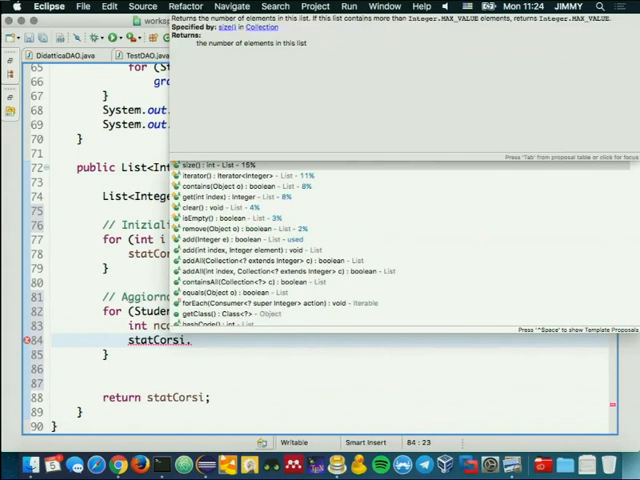 Eclipse File Edit Source Refactor Navigate Search Project Run Mon 11:24 JIMMY
works
Returns the number of elements in this list. If this list contains more than Integer.MAX_VALUE elements, returns Integer.MAX_VALUE.
Specified by: size() in Collection
Returns:
the number of elements in this list
DidatticaDAO.java TestDAO.java
65 for (S
66 gra
67 }
68 System.out.
69 System.out.
70 }
Press 'Tab' from proposal table or click for focus
size() : int - List - 15%
iterator() : Iterator<Integer> - List - 11%
contains(Object o) : boolean - List - 8%
get(int index) : Integer - List - 8%
clear() : void - List - 4%
isEmpty() : boolean - List - 3%
remove(Object o) : boolean - List - 2%
add(Integer e) : boolean - List - used
add(int index, Integer element) : void - List
addAll(Collection<? extends Integer> c) : boolean - List
addAll(int index, Collection<? extends Integer> c) : boolean - List
containsAll(Collection<?> c) : boolean - List
equals(Object o) : boolean - List
forEach(Consumer<? super Integer> action) : void - Iterable
getClass() : Class<?> - Object
hashCode() : int - List
Press '^Space' to show Template Proposals
72 public List<Int
73
74 List<Intege
75
76 // Inizial
77 for (int i
78 statCor
79 }
80
81 // Aggiorno
82 for (Studen
83 int nco
84 statCorsi.
85 }
86
87
88 return statCorsi;
89 }
90 }
Writable Smart Insert 84 : 23